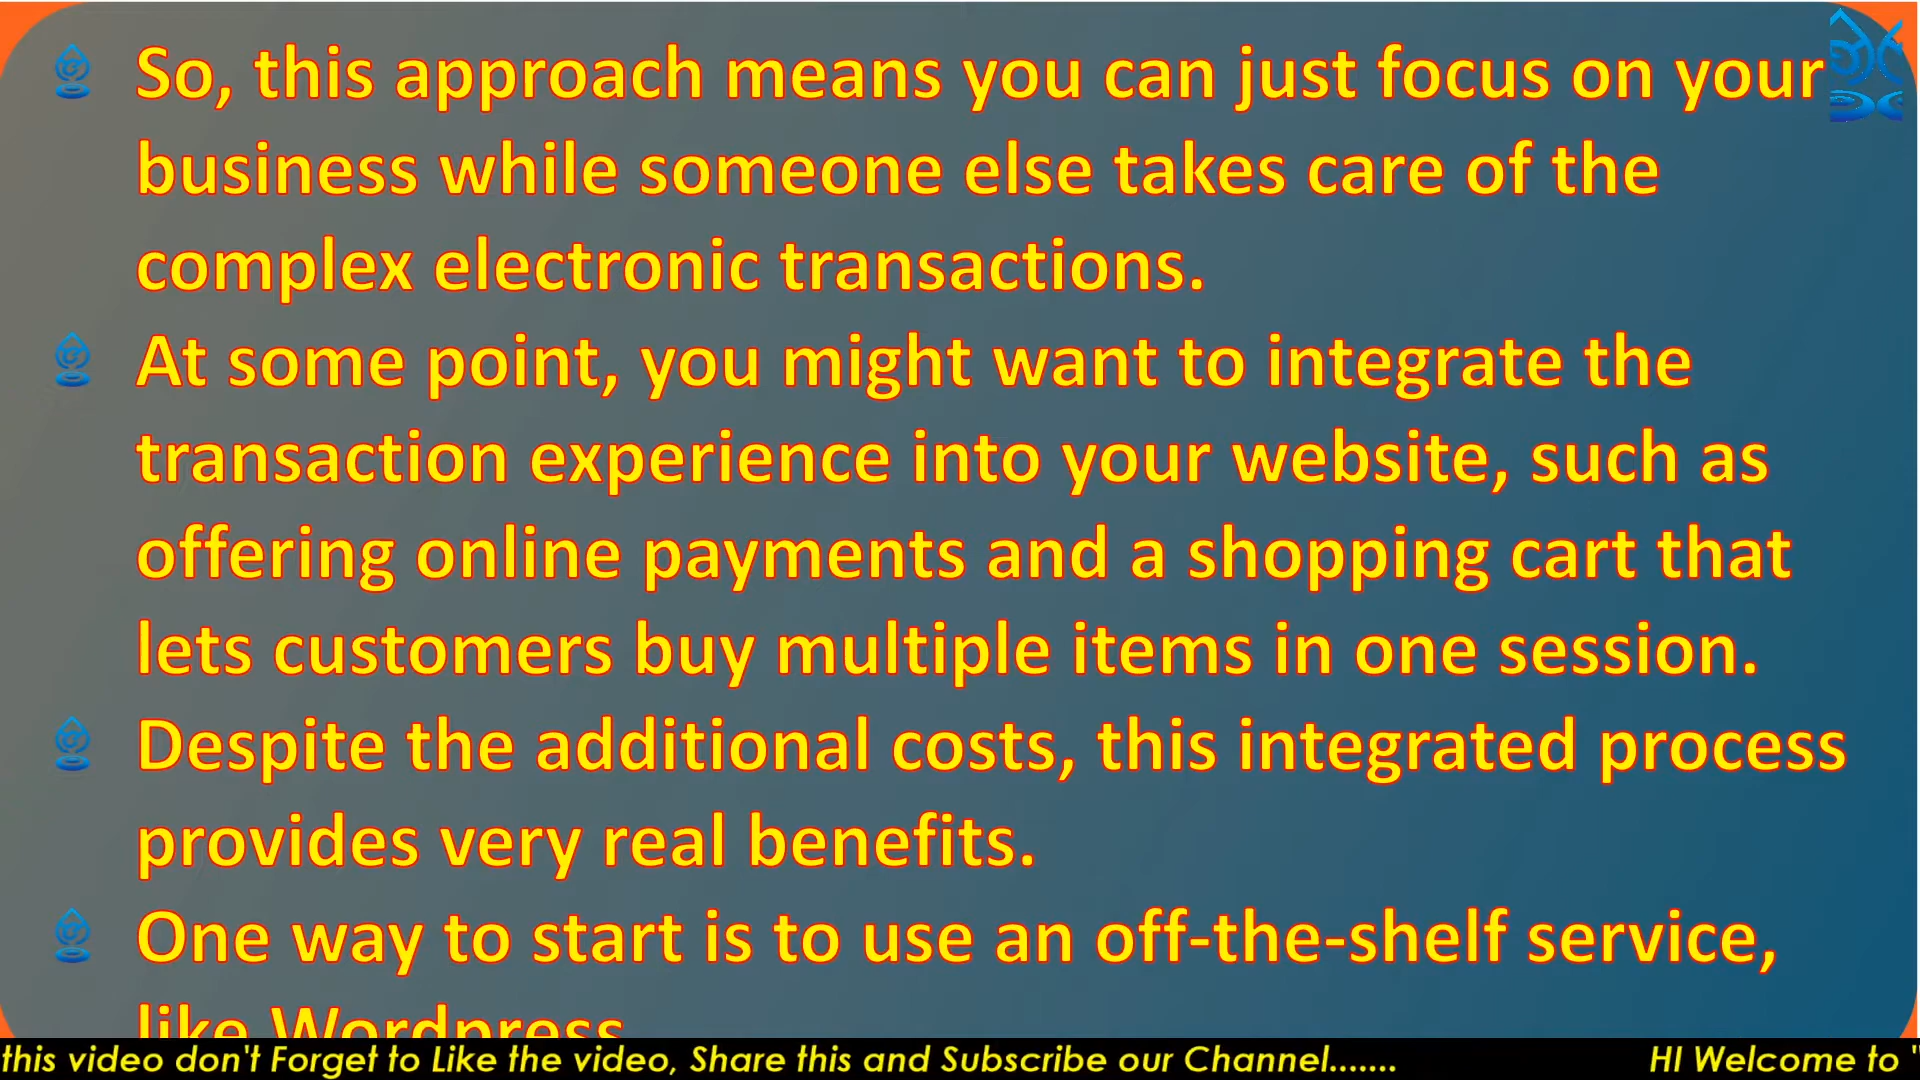 So, this approach means you can just focus on your
business while someone else takes care of the
complex electronic transactions.
At some point, you might want to integrate the
transaction experience into your website, such as
offering online payments and a shopping cart that
lets customers buy multiple items in one session.
Despite the additional costs, this integrated process
provides very real benefits.
One way to start is to use an off-the-shelf service,
like Wordpress
this video don't Forget to Like the video, Share this and Subscribe our Channel....... HI Welcome to "